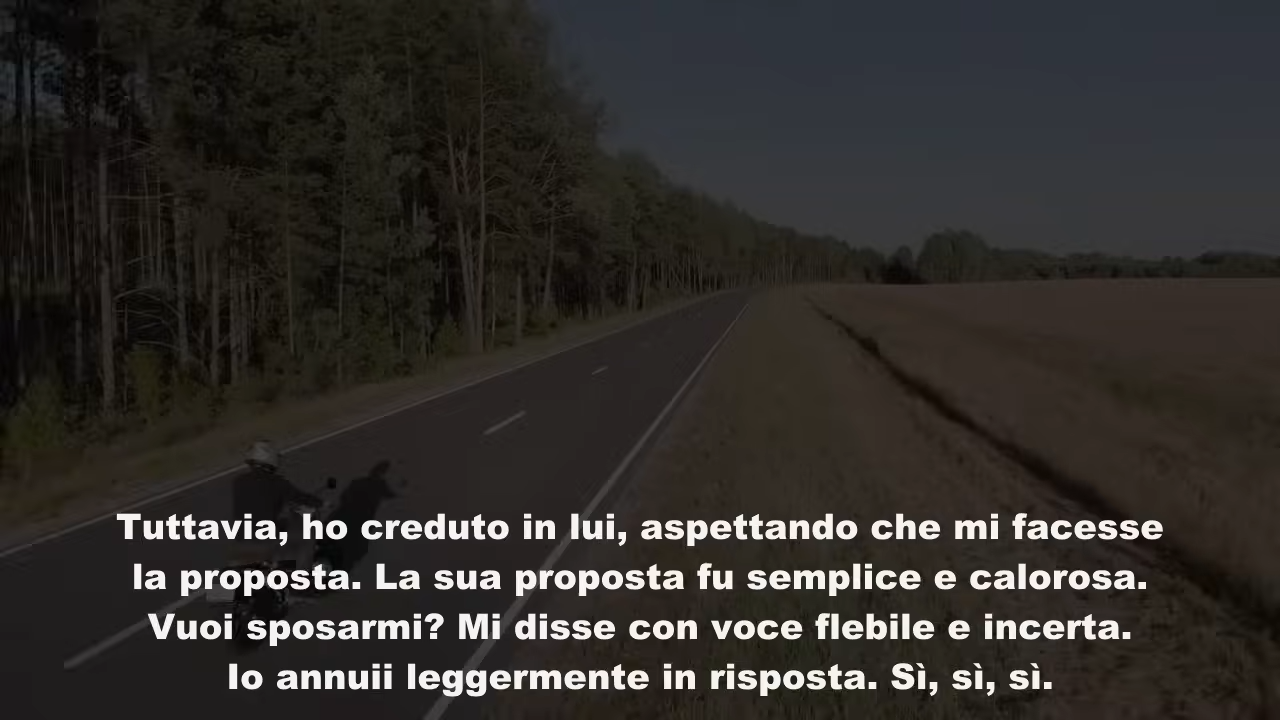 Tuttavia, ho creduto in lui, aspettando che mi facesse
la proposta. La sua proposta fu semplice e calorosa.
Vuoi sposarmi? Mi disse con voce flebile e incerta.
Io annuii leggermente in risposta. Sì, sì, sì.